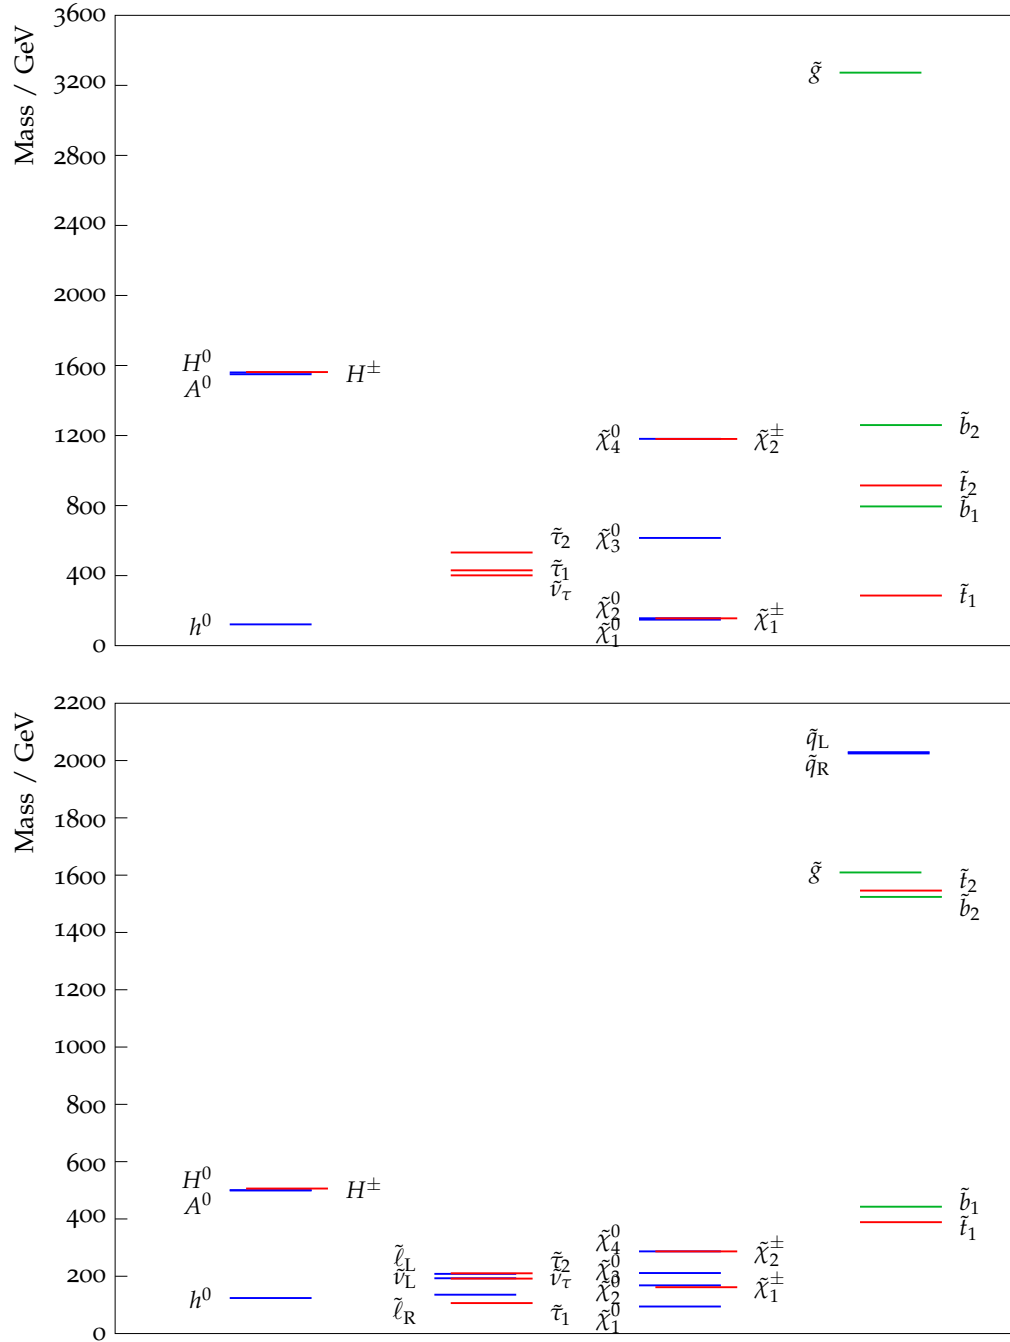 Mass / GeV
3600
3200
2800
2400
2000
1600
1200
800
400
0
g̃
H⁰
A⁰
H±
χ̃⁰₄
χ̃±₂
b̃₂
t̃₂
b̃₁
τ̃₂
χ̃⁰₃
τ̃₁
ν̃τ
t̃₁
χ̃⁰₂
χ̃⁰₁
χ̃±₁
h⁰
Mass / GeV
2200
2000
1800
1600
1400
1200
1000
800
600
400
200
0
q̃L
q̃R
g̃
t̃₂
b̃₂
H⁰
A⁰
H±
b̃₁
t̃₁
ℓ̃L
ν̃L
ℓ̃R
τ̃₂
ν̃τ
τ̃₁
χ̃⁰₄
χ̃⁰₃
χ̃⁰₂
χ̃⁰₁
χ̃±₂
χ̃±₁
h⁰